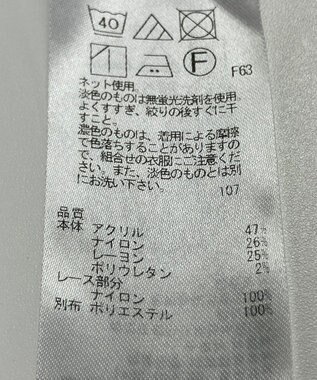 40
F
F63
ネット使用。
淡色のものは無蛍光洗剤を使用。
よくすすぎ、絞りの後すぐに干
すこと。
濃色のものは、着用による摩擦
で色落ちすることがありますの
で、組合せの衣服にご注意くだ
さい。また、淡色のものとは別
にお洗い下さい。
107
品質
本体 アクリル 47%
ナイロン 26%
レーヨン 25%
ポリウレタン 2%
レース部分
ナイロン 100%
別布 ポリエステル 100%